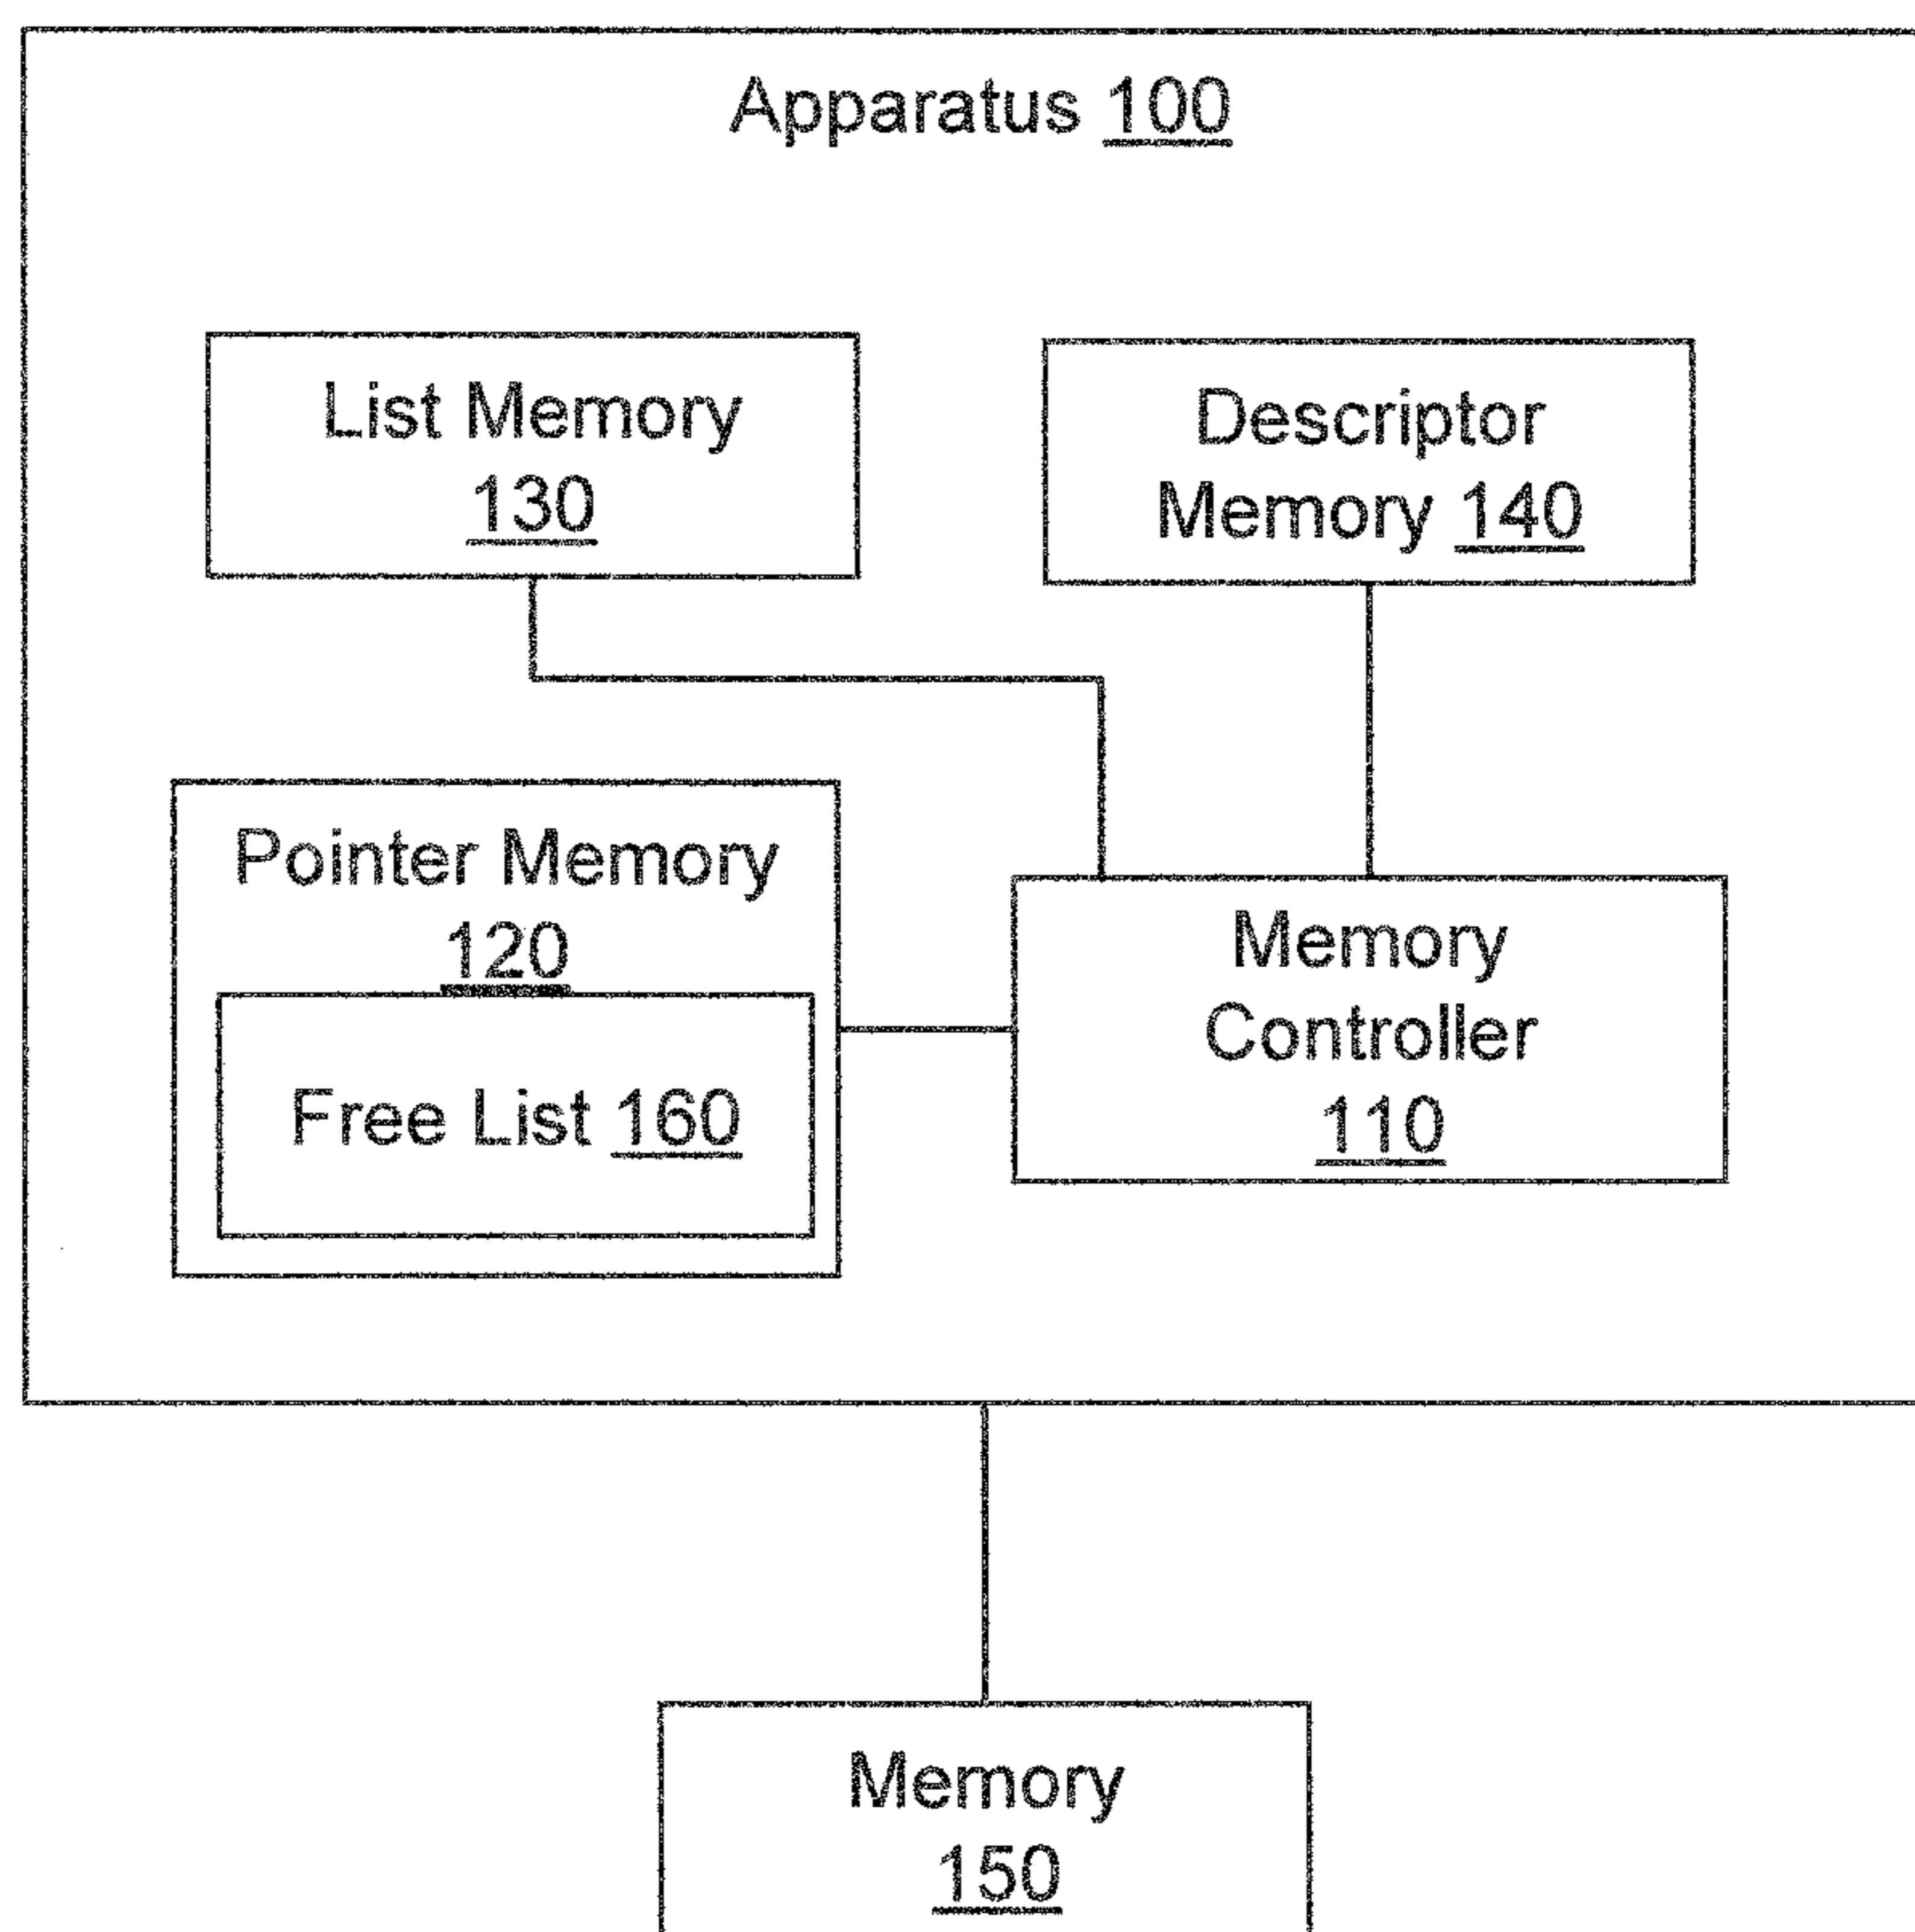 Apparatus 100
List Memory
130
Descriptor
Memory 140
Pointer Memory
120
Free List 160
Memory
Controller
110
Memory
150